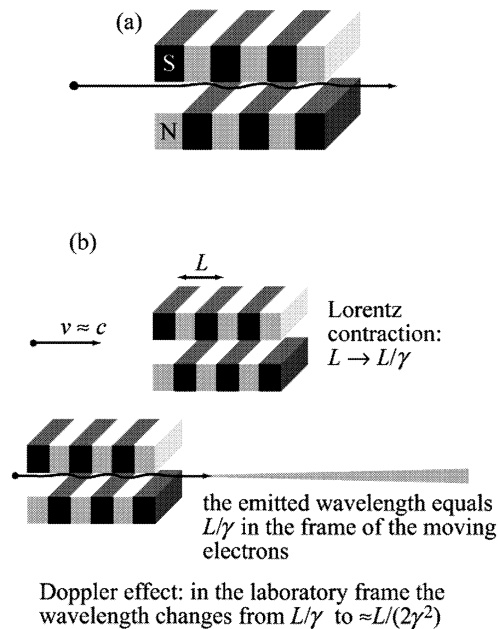 (a)
S
N
(b)
L
v ≈ c
Lorentz
contraction:
L → L/γ
the emitted wavelength equals
L/γ in the frame of the moving
electrons
Doppler effect: in the laboratory frame the
wavelength changes from L/γ to ≈L/(2γ²)